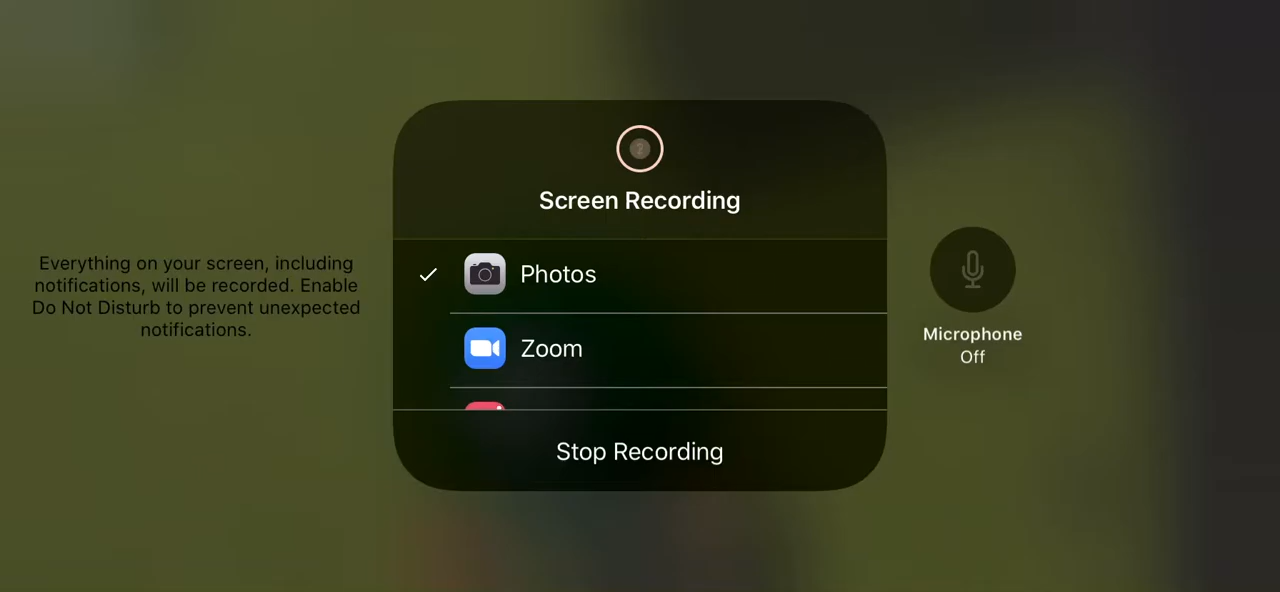 2
Screen Recording
Everything on your screen, including
notifications, will be recorded. Enable
Do Not Disturb to prevent unexpected
notifications.
Photos
Zoom
Stop Recording
Microphone
Off